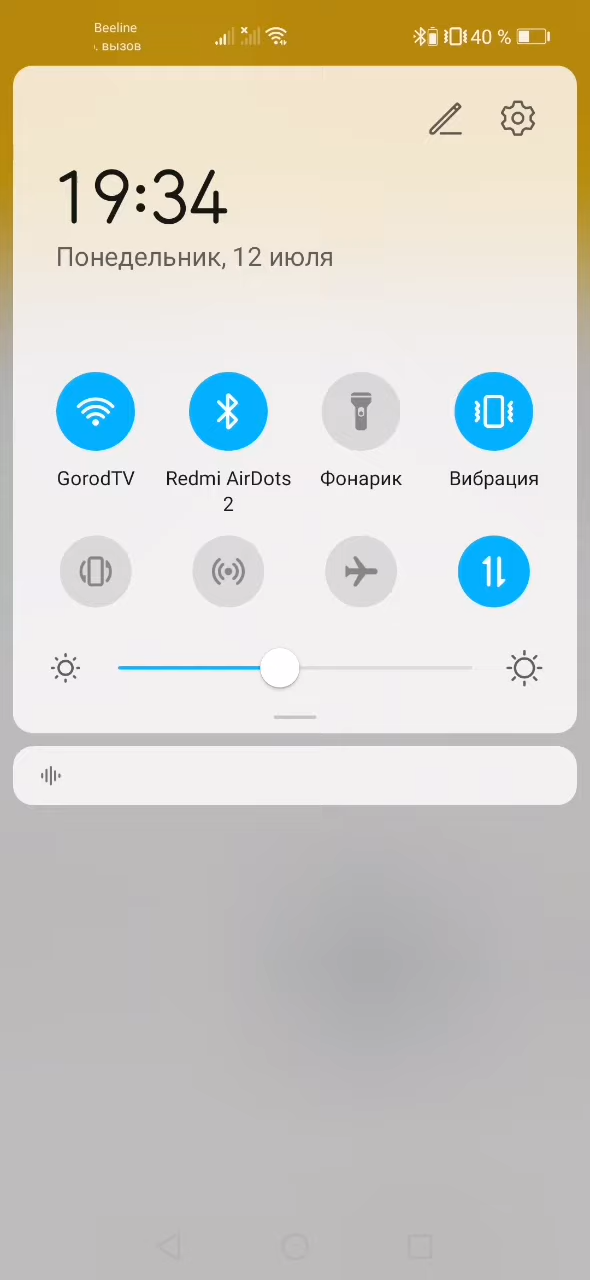 Beeline
вызов
40 %
19:34
Понедельник, 12 июля
GorodTV
Redmi AirDots
2
Фонарик
Вибрация